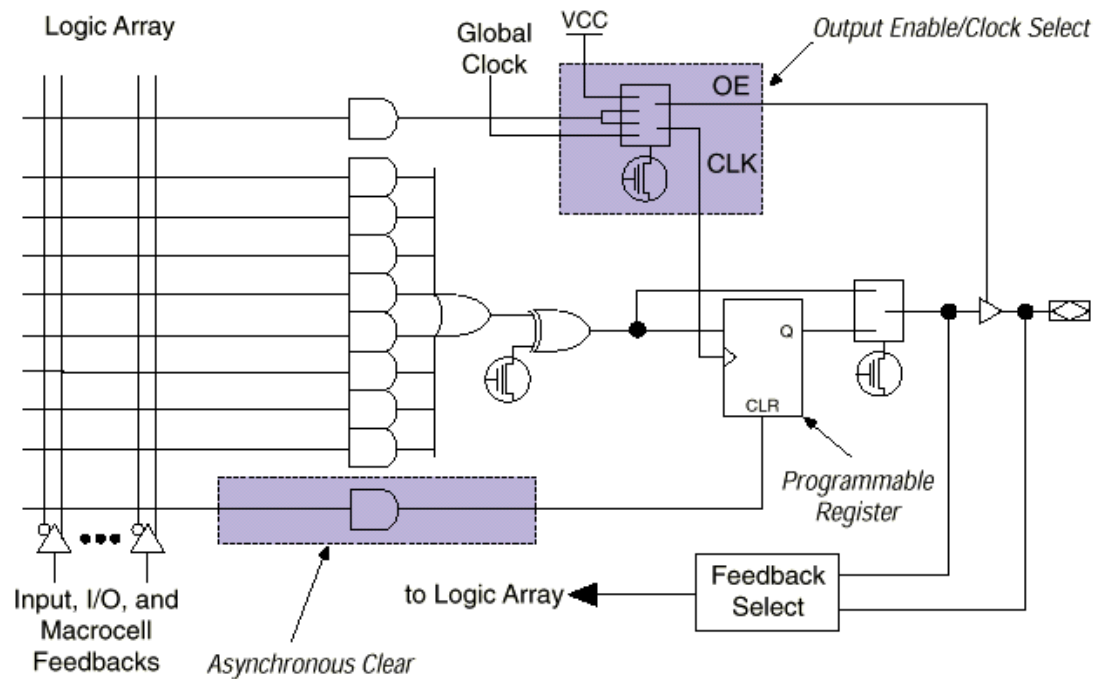 Logic Array
Global
Clock
VCC
Output Enable/Clock Select
OE
CLK
Q
CLR
Programmable
Register
Input, I/O, and
Macrocell
Feedbacks
Asynchronous Clear
to Logic Array
Feedback
Select